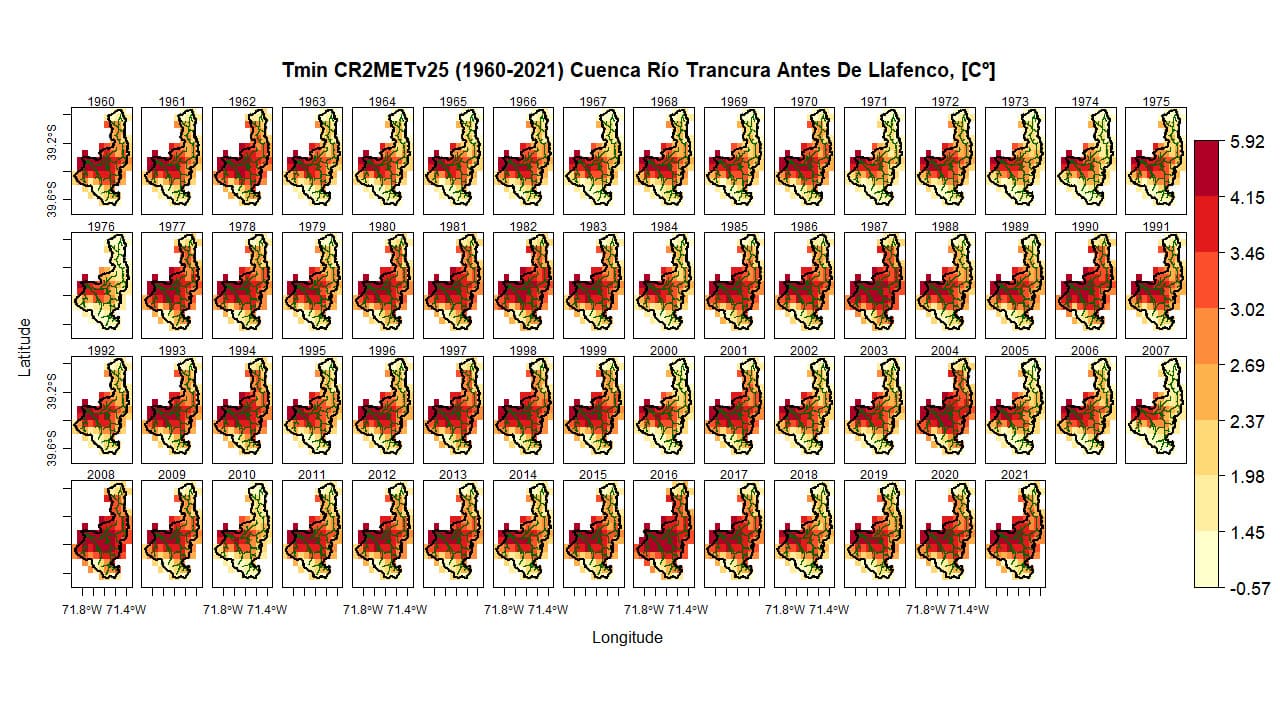 Tmin CR2METv25 (1960-2021) Cuenca Río Trancura Antes De Llafenco, [Cº]
1960 1961 1962 1963 1964 1965 1966 1967 1968 1969 1970 1971 1972 1973 1974 1975
39.2°S
39.6°S
1976 1977 1978 1979 1980 1981 1982 1983 1984 1985 1986 1987 1988 1989 1990 1991
1992 1993 1994 1995 1996 1997 1998 1999 2000 2001 2002 2003 2004 2005 2006 2007
39.2°S
39.6°S
2008 2009 2010 2011 2012 2013 2014 2015 2016 2017 2018 2019 2020 2021
71.8°W 71.4°W 71.8°W 71.4°W 71.8°W 71.4°W 71.8°W 71.4°W 71.8°W 71.4°W 71.8°W 71.4°W 71.8°W 71.4°W
Latitude
Longitude
5.92
4.15
3.46
3.02
2.69
2.37
1.98
1.45
-0.57